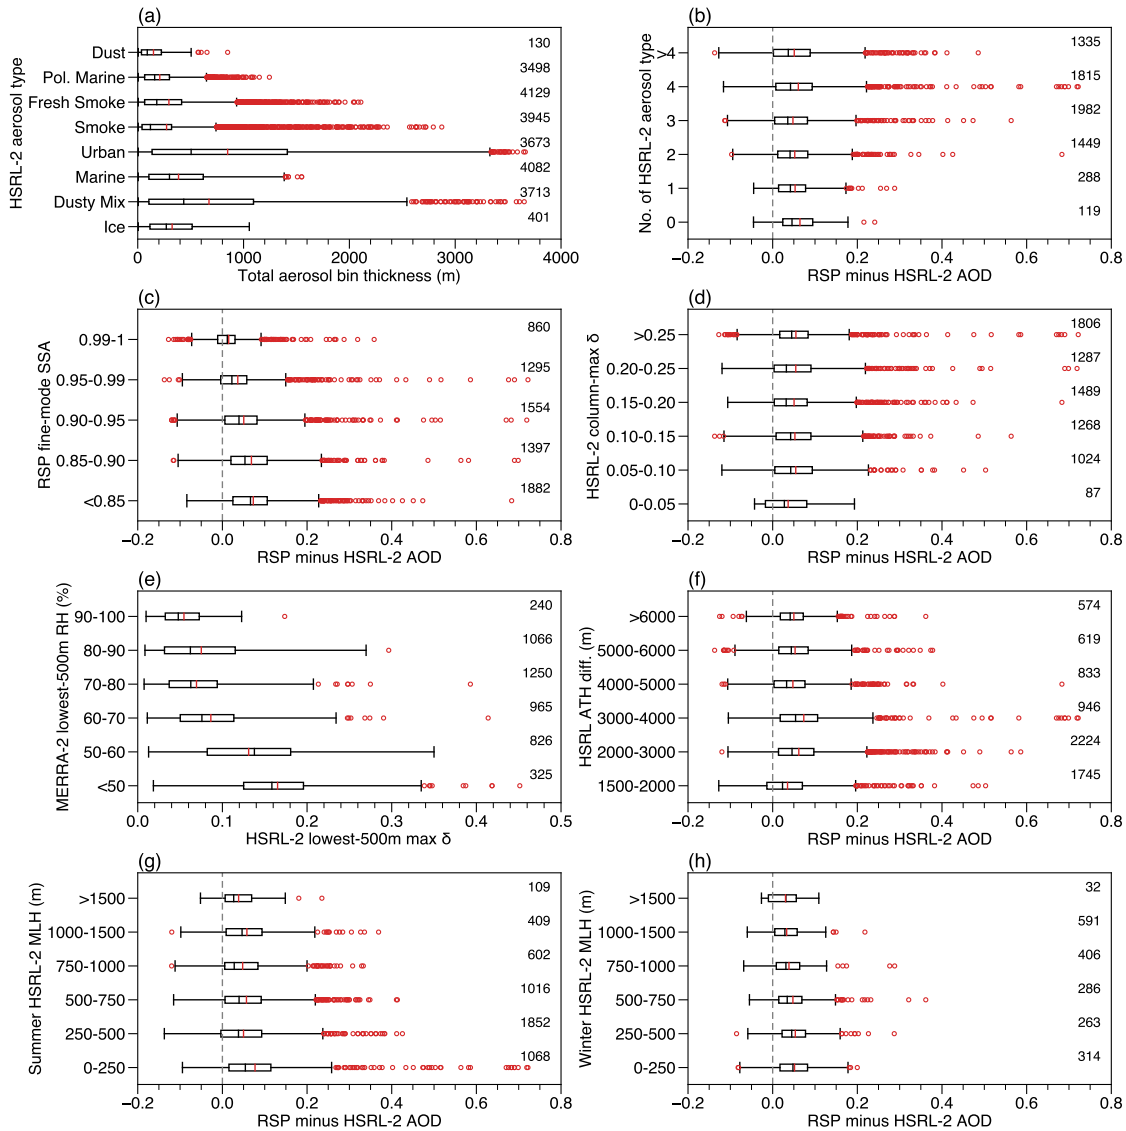 (a)
HSRL-2 aerosol type
Dust
130
Pol. Marine
3498
Fresh Smoke
4129
Smoke
3945
Urban
3673
Marine
4082
Dusty Mix
3713
Ice
401
0 1000 2000 3000 4000
Total aerosol bin thickness (m)
(b)
No. of HSRL-2 aerosol type
>4
1335
4
1815
3
1982
2
1449
1
288
0
119
−0.2 0.0 0.2 0.4 0.6 0.8
RSP minus HSRL-2 AOD
(c)
RSP fine-mode SSA
0.99-1
860
0.95-0.99
1295
0.90-0.95
1554
0.85-0.90
1397
<0.85
1882
−0.2 0.0 0.2 0.4 0.6 0.8
RSP minus HSRL-2 AOD
(d)
HSRL-2 column-max δ
>0.25
1806
0.20-0.25
1287
0.15-0.20
1489
0.10-0.15
1268
0.05-0.10
1024
0-0.05
87
−0.2 0.0 0.2 0.4 0.6 0.8
RSP minus HSRL-2 AOD
(e)
MERRA-2 lowest-500m RH (%)
90-100
240
80-90
1066
70-80
1250
60-70
965
50-60
826
<50
325
0.0 0.1 0.2 0.3 0.4 0.5
HSRL-2 lowest-500m max δ
(f)
HSRL ATH diff. (m)
>6000
574
5000-6000
619
4000-5000
833
3000-4000
946
2000-3000
2224
1500-2000
1745
−0.2 0.0 0.2 0.4 0.6 0.8
RSP minus HSRL-2 AOD
(g)
Summer HSRL-2 MLH (m)
>1500
109
1000-1500
409
750-1000
602
500-750
1016
250-500
1852
0-250
1068
−0.2 0.0 0.2 0.4 0.6 0.8
RSP minus HSRL-2 AOD
(h)
Winter HSRL-2 MLH (m)
>1500
32
1000-1500
591
750-1000
406
500-750
286
250-500
263
0-250
314
−0.2 0.0 0.2 0.4 0.6 0.8
RSP minus HSRL-2 AOD